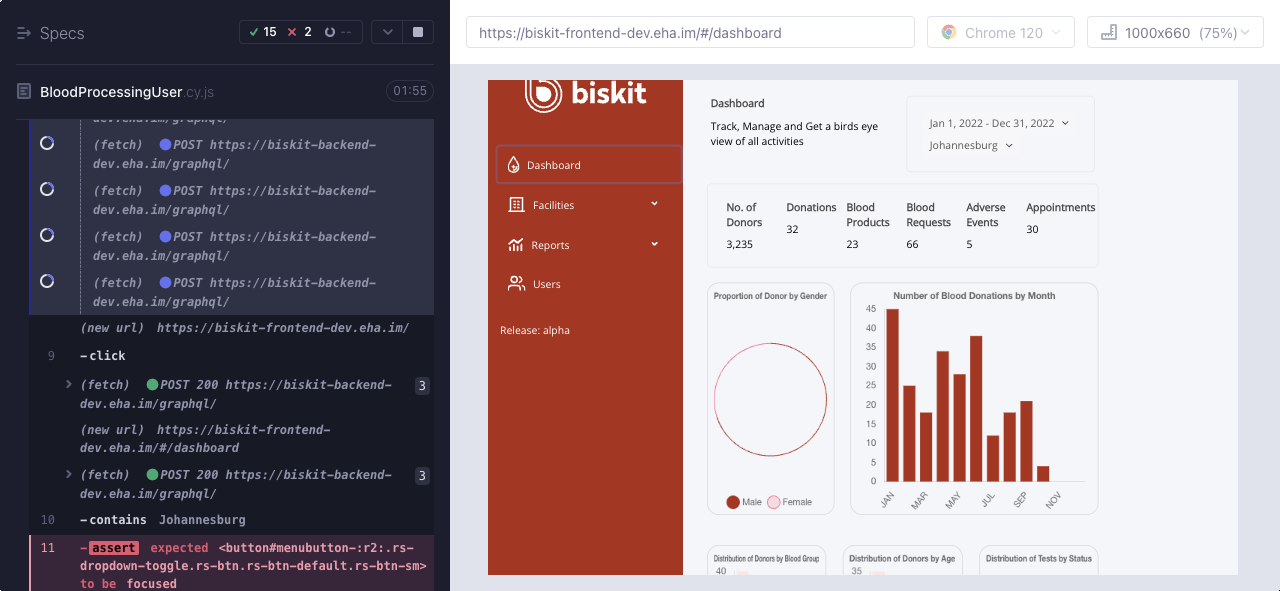 Specs
15 2 --
BloodProcessingUser.cy.js
01:55
dev.eha.im/graphql/
(fetch) POST https://biskit-backend-
dev.eha.im/graphql/
(fetch) POST https://biskit-backend-
dev.eha.im/graphql/
(fetch) POST https://biskit-backend-
dev.eha.im/graphql/
(fetch) POST https://biskit-backend-
dev.eha.im/graphql/
(new url) https://biskit-frontend-dev.eha.im/
9 -click
(fetch) POST 200 https://biskit-backend-
dev.eha.im/graphql/
3
(new url) https://biskit-frontend-
dev.eha.im/#/dashboard
(fetch) POST 200 https://biskit-backend-
dev.eha.im/graphql/
3
10 -contains Johannesburg
11 -assert expected <button#menubutton-:r2:.rs-
dropdown-toggle.rs-btn.rs-btn-default.rs-btn-sm>
to be focused
https://biskit-frontend-dev.eha.im/#/dashboard
Chrome 120
1000x660 (75%)
biskit
Dashboard
Facilities
Reports
Users
Release: alpha
Dashboard
Track, Manage and Get a birds eye
view of all activities
Jan 1, 2022 - Dec 31, 2022
Johannesburg
No. of
Donors
3,235
Donations
32
Blood
Products
23
Blood
Requests
66
Adverse
Events
5
Appointments
30
Proportion of Donor by Gender
Male Female
Number of Blood Donations by Month
45
40
35
30
25
20
15
10
5
0
JAN MAR MAY JUL SEP NOV
Distribution of Donors by Blood Group
40
Distribution of Donors by Age
35
Distribution of Tests by Status